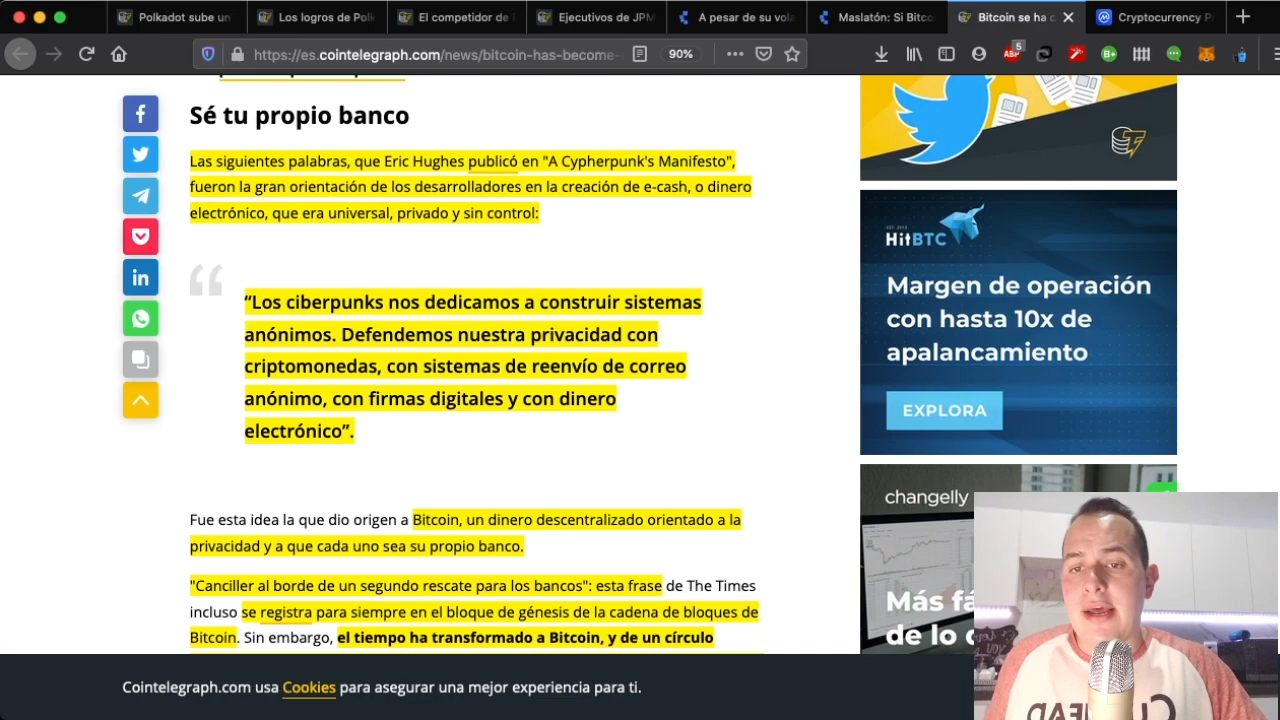 Polkadot sube un
Los logros de Polk
El competidor de
Ejecutivos de JPM
A pesar de su vola
Maslatón: Si Bitco
Bitcoin se ha c
Cryptocurrency Pr
https://es.cointelegraph.com/news/bitcoin-has-become-
90%
ABP
5
Sé tu propio banco
Las siguientes palabras, que Eric Hughes publicó en "A Cypherpunk's Manifesto",
fueron la gran orientación de los desarrolladores en la creación de e-cash, o dinero
electrónico, que era universal, privado y sin control:
“Los ciberpunks nos dedicamos a construir sistemas
anónimos. Defendemos nuestra privacidad con
criptomonedas, con sistemas de reenvío de correo
anónimo, con firmas digitales y con dinero
electrónico”.
Fue esta idea la que dio origen a Bitcoin, un dinero descentralizado orientado a la
privacidad y a que cada uno sea su propio banco.
"Canciller al borde de un segundo rescate para los bancos": esta frase de The Times
incluso se registra para siempre en el bloque de génesis de la cadena de bloques de
Bitcoin. Sin embargo, el tiempo ha transformado a Bitcoin, y de un círculo
HitBTC
Margen de operación
con hasta 10x de
apalancamiento
EXPLORA
changelly
Más fá
de lo
Cointelegraph.com usa Cookies para asegurar una mejor experiencia para ti.